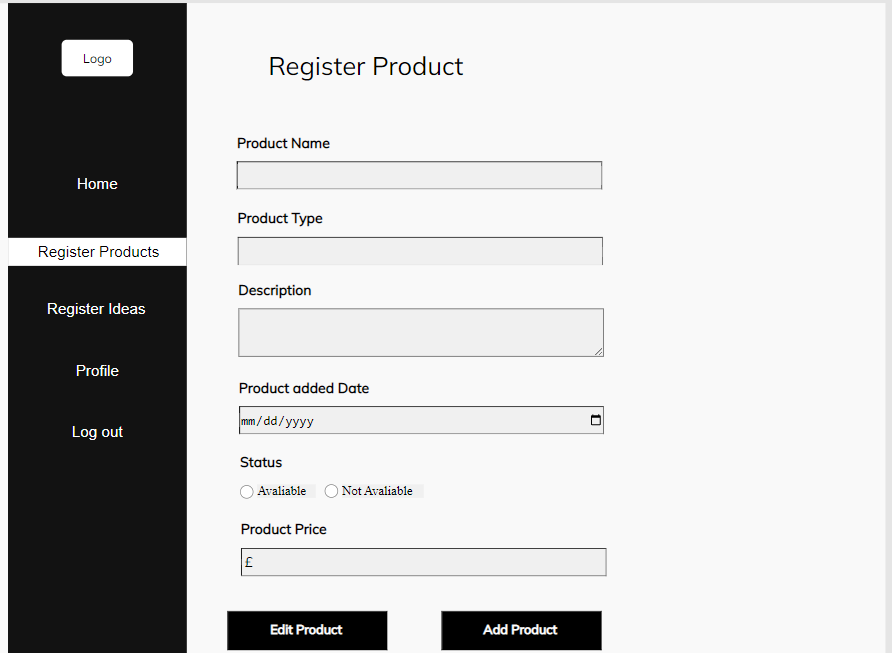 Logo
Register Product
Product Name
Home
Product Type
Register Products
Description
Register Ideas
Profile
Product added Date
mm/dd/yyyy
Log out
Status
Avaliable Not Avaliable
Product Price
£
Edit Product Add Product